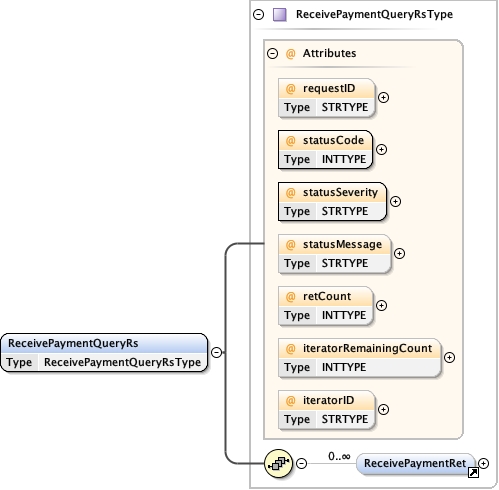 ReceivePaymentQueryRsType
@ Attributes
@ requestID
Type STRTYPE
@ statusCode
Type INTTYPE
@ statusSeverity
Type STRTYPE
@ statusMessage
Type STRTYPE
@ retCount
Type INTTYPE
ReceivePaymentQueryRs
Type ReceivePaymentQueryRsType
@ iteratorRemainingCount
Type INTTYPE
@ iteratorID
Type STRTYPE
0..∞
ReceivePaymentRet